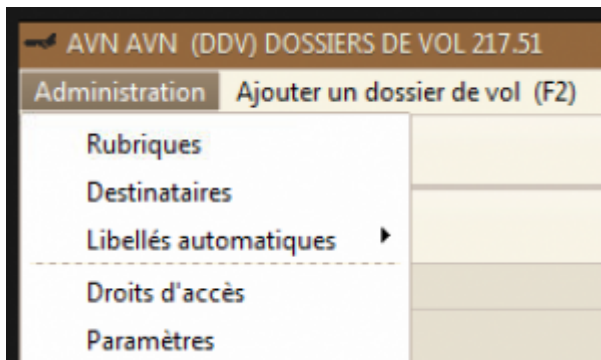 AVN AVN (DDV) DOSSIERS DE VOL 217.51
Administration Ajouter un dossier de vol (F2)
Rubriques
Destinataires
Libellés automatiques
Droits d'accès
Paramètres